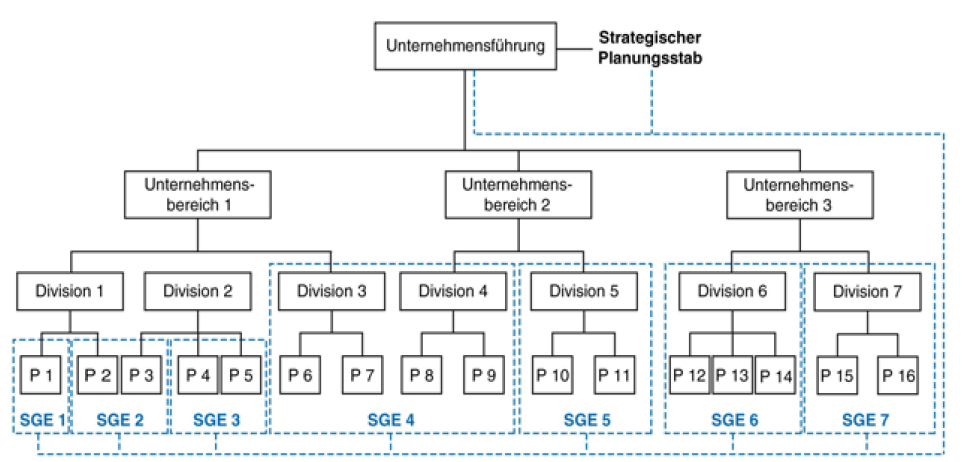 Unternehmensführung
Strategischer
Planungsstab
Unternehmens-
bereich 1
Unternehmens-
bereich 2
Unternehmens-
bereich 3
Division 1
Division 2
Division 3
Division 4
Division 5
Division 6
Division 7
P 1
P 2
P 3
P 4
P 5
P 6
P 7
P 8
P 9
P 10
P 11
P 12
P 13
P 14
P 15
P 16
SGE 1
SGE 2
SGE 3
SGE 4
SGE 5
SGE 6
SGE 7